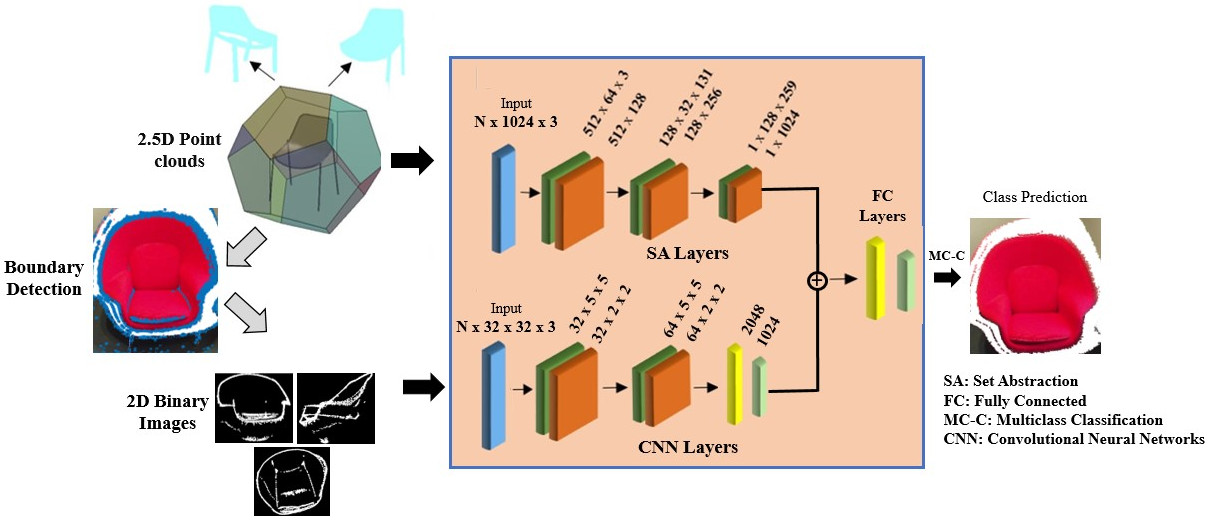 2.5D Point
clouds
Boundary
Detection
2D Binary
Images
Input
N x 1024 x 3
512 x 64 x 3
512 x 128
128 x 32 x 131
128 x 256
1 x 128 x 259
1 x 1024
SA Layers
Input
N x 32 x 32 x 3
32 x 5 x 5
32 x 2 x 2
64 x 5 x 5
64 x 2 x 2
2048
1024
CNN Layers
FC
Layers
MC-C
Class Prediction
SA: Set Abstraction
FC: Fully Connected
MC-C: Multiclass Classification
CNN: Convolutional Neural Networks